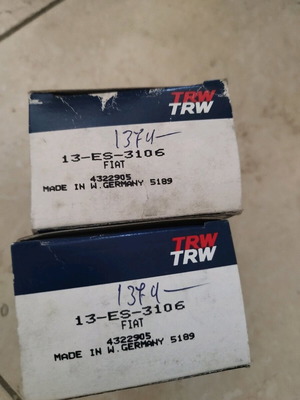 TRW
TRW
1374—
13-ES-3106
FIAT
4322905
MADE IN W.GERMANY 5189
TRW
TRW
1374—
13-ES-3106
FIAT
4322905
MADE IN W.GERMANY 5189